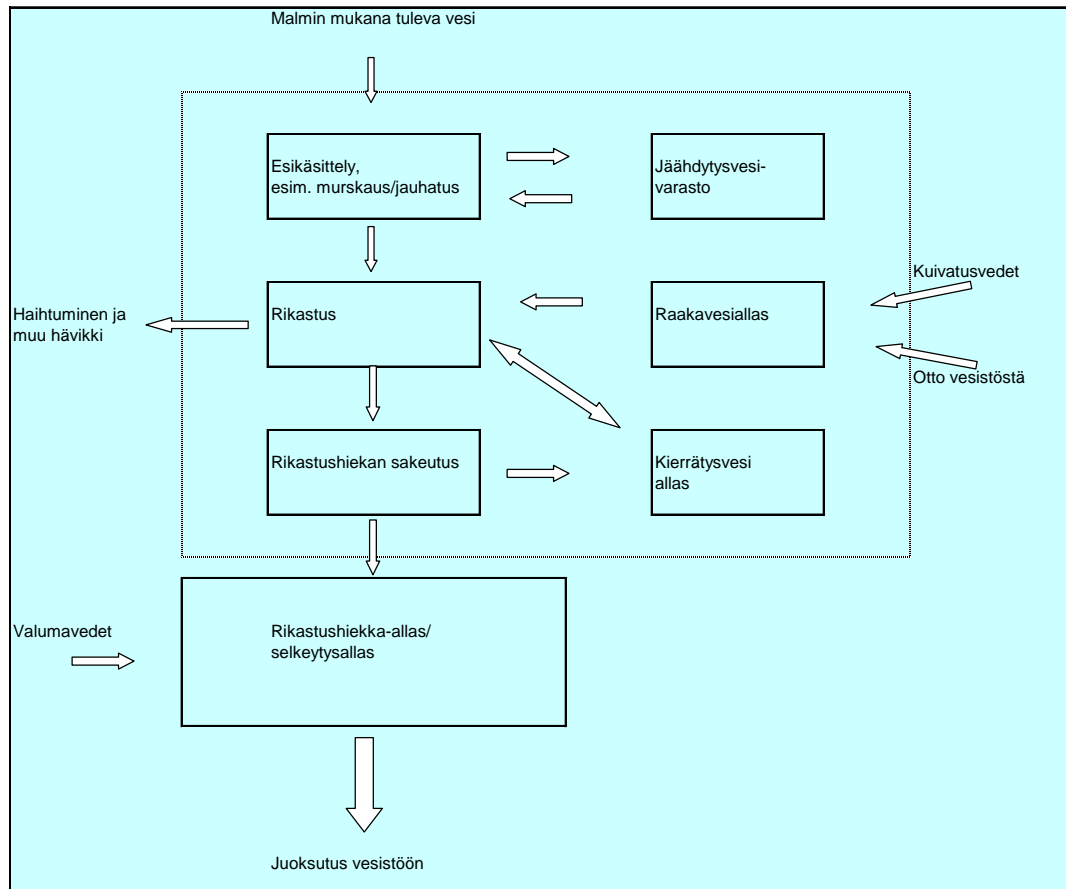 Malmin mukana tuleva vesi
Esikäsittely,
esim. murskaus/jauhatus
Jäähdytysvesi-
varasto
Kuivatusvedet
Haihtuminen ja
muu hävikki
Rikastus
Raakavesiallas
Otto vesistöstä
Rikastushiekan sakeutus
Kierrätysvesi
allas
Valumavedet
Rikastushiekka-allas/
selkeytysallas
Juoksutus vesistöön